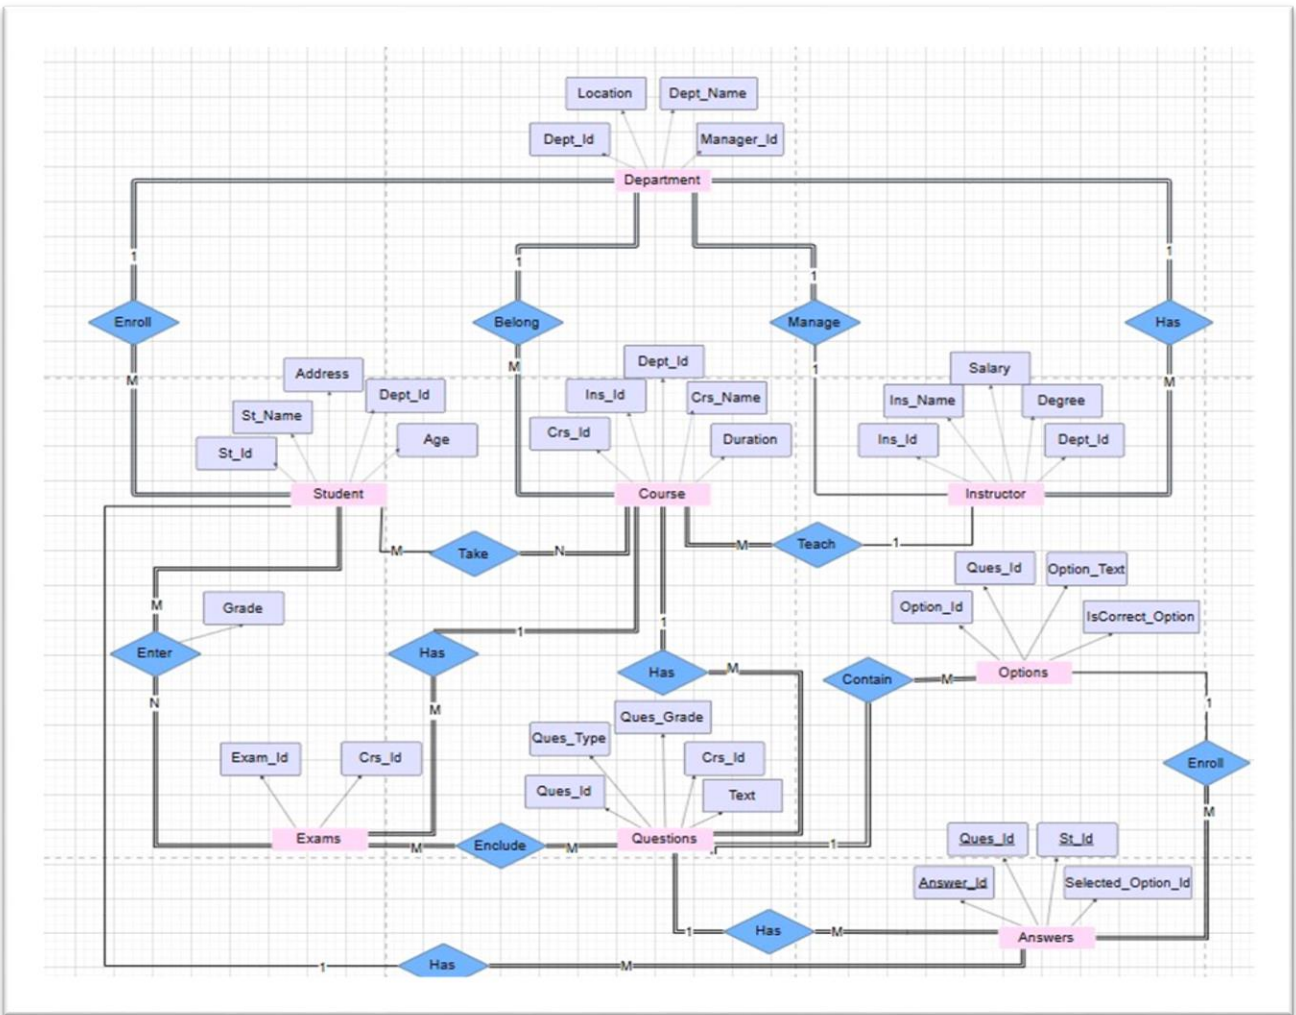 Location
Dept_Name
Dept_Id
Manager_Id
Department
1
1
1
1
Enroll
Belong
Manage
Has
M
M
1
M
Address
Dept_Id
St_Name
St_Id
Age
Dept_Id
Ins_Id
Crs_Name
Crs_Id
Duration
Salary
Ins_Name
Degree
Ins_Id
Dept_Id
Student
Course
Instructor
M
Take
N
M
Teach
1
Ques_Id
Option_Text
Option_Id
IsCorrect_Option
Options
M
Grade
Enter
N
1
Has
M
1
Has
M
Contain
M
1
Enroll
M
Ques_Grade
Ques_Type
Crs_Id
Ques_Id
Text
Exam_Id
Crs_Id
Exams
M
Enclude
M
Questions
1
Ques_Id
St_Id
Answer_Id
Selected_Option_Id
Answers
1
Has
M
1
Has
M